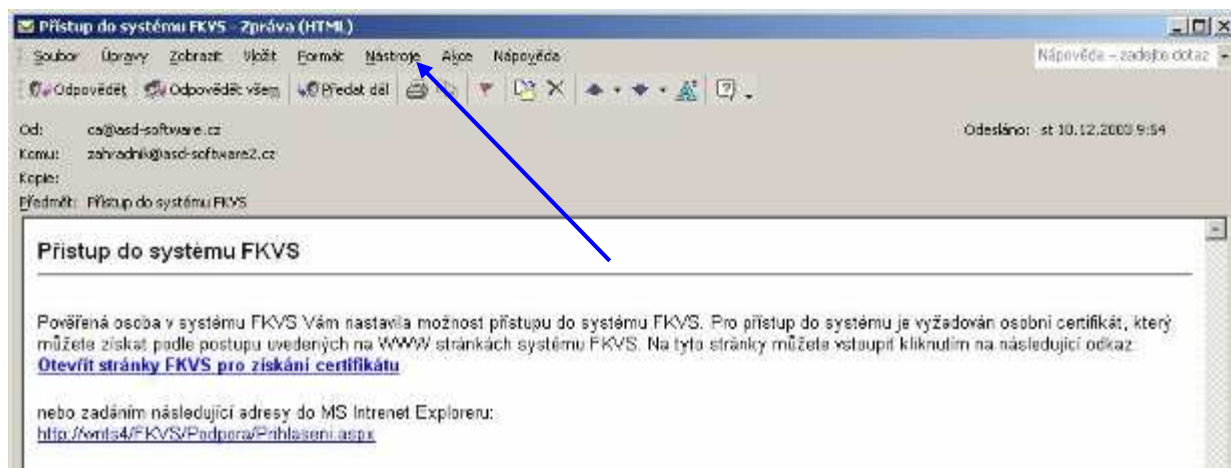 Přístup do systému FKVS - Zpráva (HTML)
Soubor Úpravy Zobrazit Vložit Formát Nástroje Akce Nápověda Nápověda – zadejte dotaz
Odpovědět Odpovědět všem Předat dál
Od: ca@asd-software.cz Odesláno: st 10.12.2003 9:54
Komu: zahradnik@asd-software2.cz
Kopie:
Předmět: Přístup do systému FKVS
Přístup do systému FKVS
Pověřená osoba v systému FKVS Vám nastavila možnost přístupu do systému FKVS. Pro přístup do systému je vyžadován osobní certifikát, který
můžete získat podle postupu uvedených na WWW stránkách systému FKVS. Na tyto stránky můžete vstoupit kliknutím na následující odkaz:
Otevřít stránky FKVS pro získání certifikátu
nebo zadáním následující adresy do MS Intrenet Exploreru:
http://wnts4/FKVS/Podpora/Prihlaseni.aspx